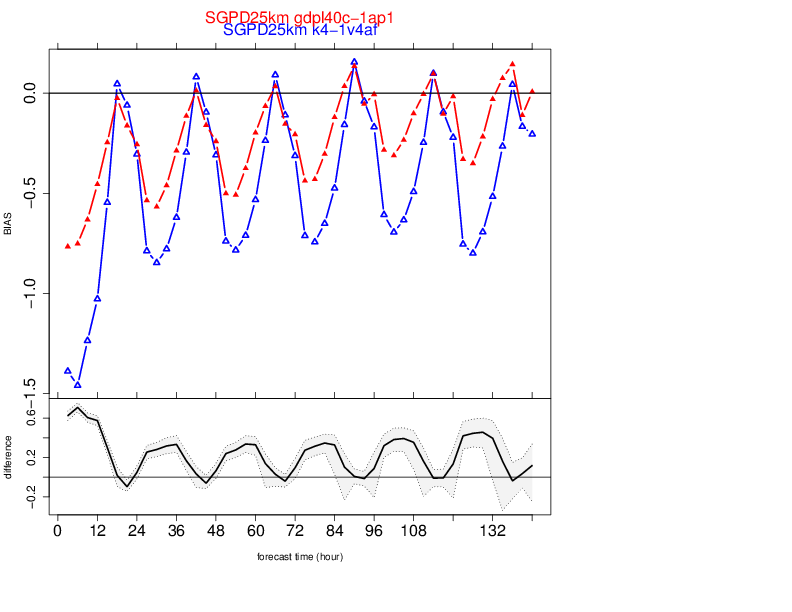 SGPD25km gdpl40c−1ap1
SGPD25km k4−1v4af
0.0
−0.5
BIAS
−1.0
−1.5
0.6
difference
0.2
−0.2
0 12 24 36 48 60 72 84 96 108 132
forecast time (hour)